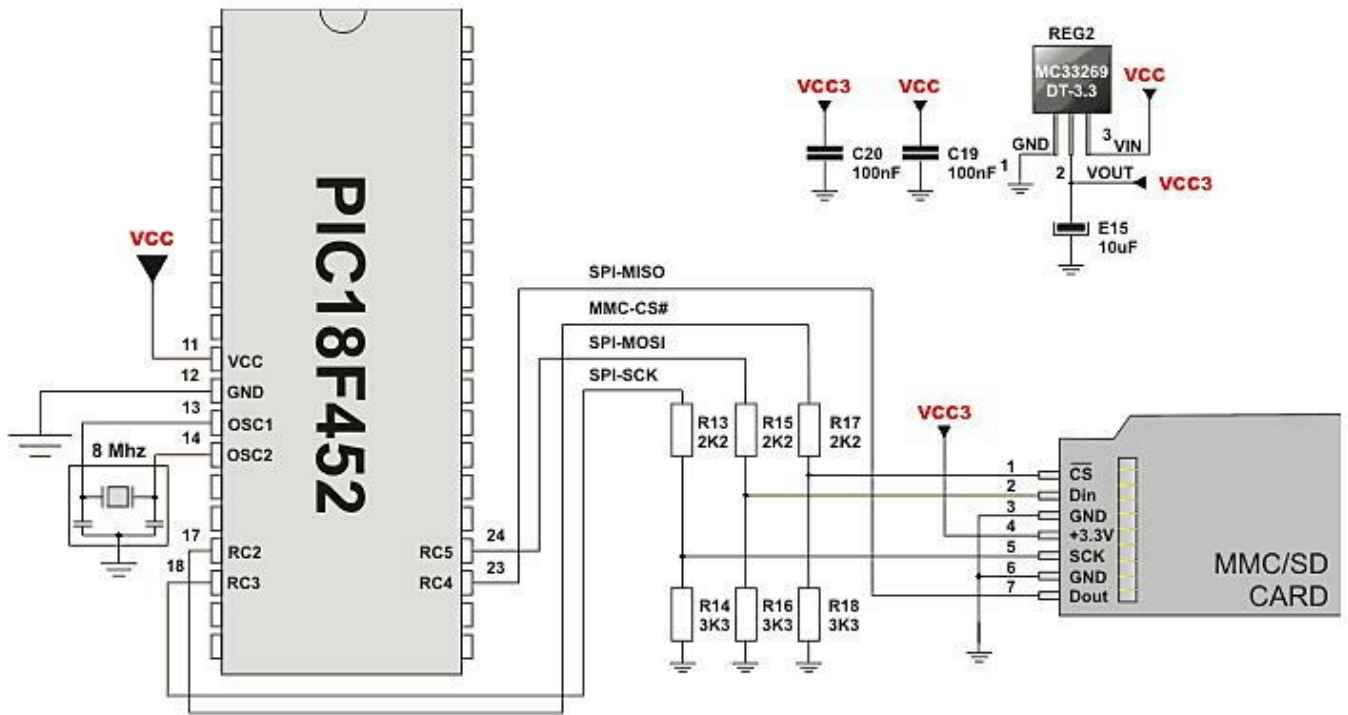 PIC18F452
VCC
11
VCC
12
GND
13
OSC1
14
OSC2
8 Mhz
17
RC2
18
RC3
24
RC5
23
RC4
SPI-MISO
MMC-CS#
SPI-MOSI
SPI-SCK
R13
2K2
R15
2K2
R17
2K2
R14
3K3
R16
3K3
R18
3K3
VCC3
C20
100nF
VCC
C19
100nF
REG2
MC33269
DT-3.3
VCC
GND
1
2
3
VIN
VOUT
VCC3
E15
10uF
VCC3
1
CS
2
Din
3
GND
4
+3.3V
5
SCK
6
GND
7
Dout
MMC/SD
CARD